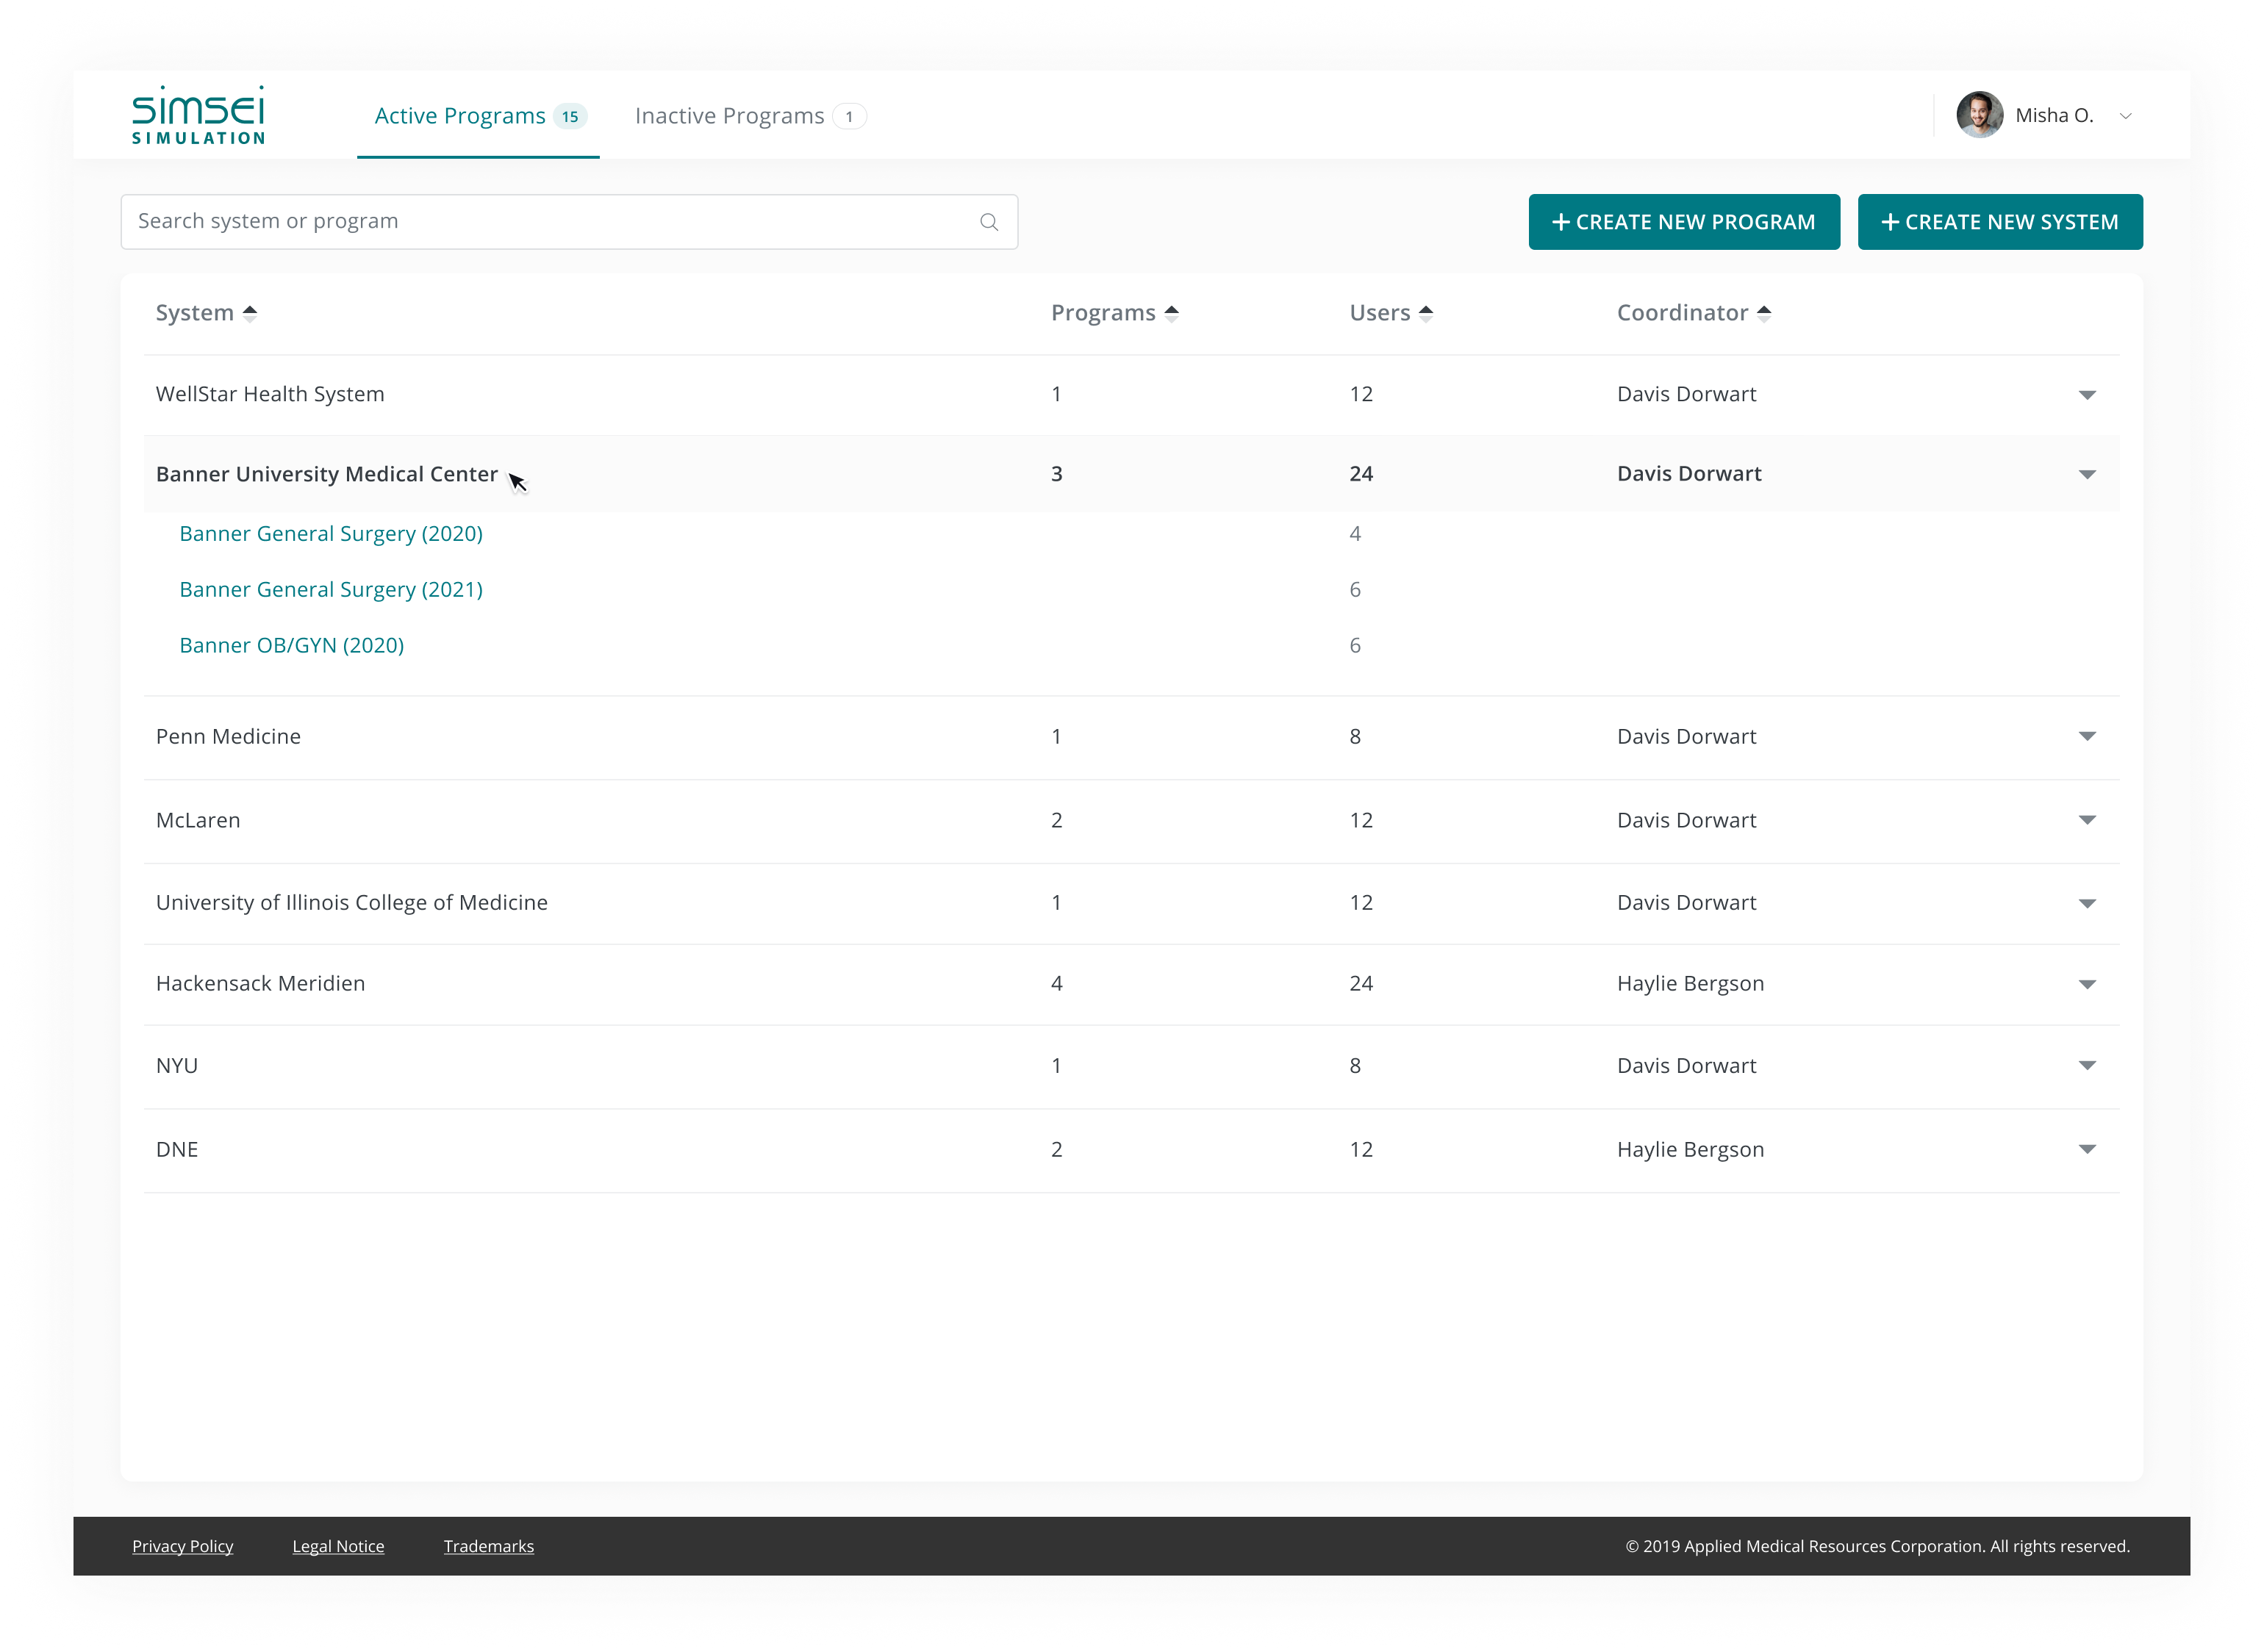 simsei
SIMULATION
Active Programs 15
Inactive Programs 1
Misha O.
Search system or program
CREATE NEW PROGRAM
CREATE NEW SYSTEM
System Programs Users Coordinator
WellStar Health System 1 12 Davis Dorwart
Banner University Medical Center 3 24 Davis Dorwart
Banner General Surgery (2020) 4
Banner General Surgery (2021) 6
Banner OB/GYN (2020) 6
Penn Medicine 1 8 Davis Dorwart
McLaren 2 12 Davis Dorwart
University of Illinois College of Medicine 1 12 Davis Dorwart
Hackensack Meridien 4 24 Haylie Bergson
NYU 1 8 Davis Dorwart
DNE 2 12 Haylie Bergson
Privacy Policy Legal Notice Trademarks © 2019 Applied Medical Resources Corporation. All rights reserved.